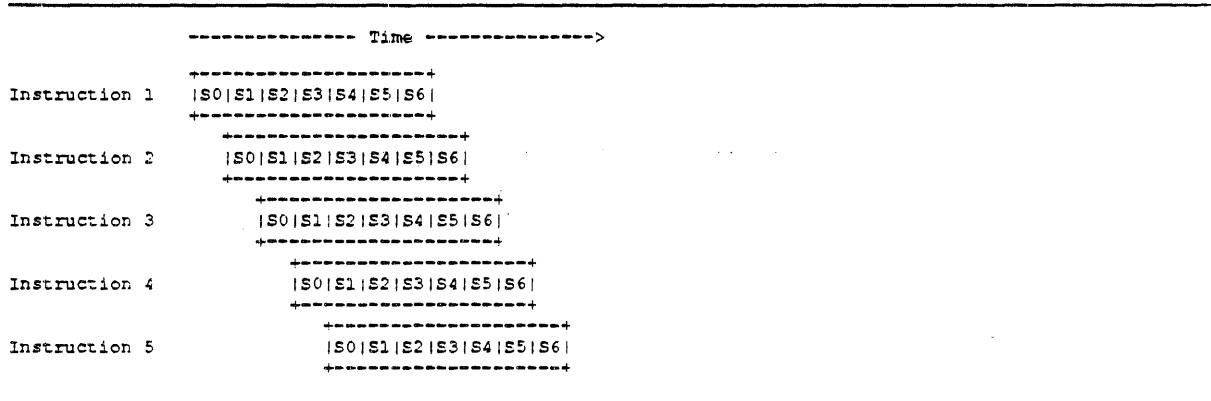 --------------- Time --------------->
+--------------------+
Instruction 1 |S0|S1|S2|S3|S4|S5|S6|
+--------------------+
+--------------------+
Instruction 2 |S0|S1|S2|S3|S4|S5|S6|
+--------------------+
+--------------------+
Instruction 3 |S0|S1|S2|S3|S4|S5|S6|
+--------------------+
+--------------------+
Instruction 4 |S0|S1|S2|S3|S4|S5|S6|
+--------------------+
+--------------------+
Instruction 5 |S0|S1|S2|S3|S4|S5|S6|
+--------------------+